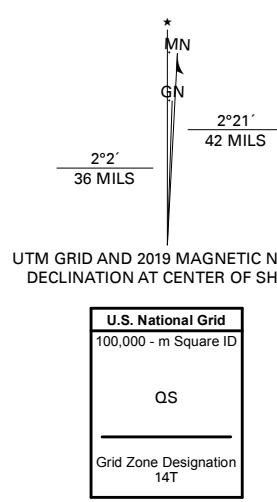 ★
MN
GN
2°21´
42 MILS
2°2´
36 MILS
UTM GRID AND 2019 MAGNETIC N
DECLINATION AT CENTER OF SH
U.S. National Grid
100,000 - m Square ID
QS
Grid Zone Designation
14T